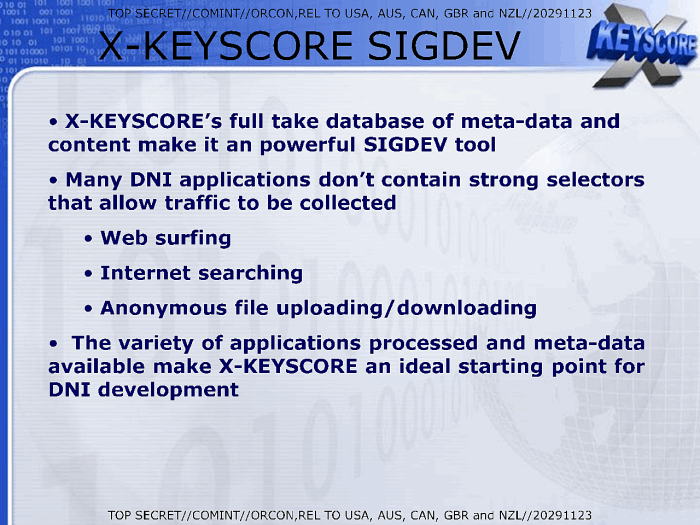 TOP SECRET//COMINT//ORCON,REL TO USA, AUS, CAN, GBR and NZL//20291123
X-KEYSCORE SIGDEV
X KEYSCORE
• X-KEYSCORE’s full take database of meta-data and
content make it an powerful SIGDEV tool
• Many DNI applications don’t contain strong selectors
that allow traffic to be collected
• Web surfing
• Internet searching
• Anonymous file uploading/downloading
• The variety of applications processed and meta-data
available make X-KEYSCORE an ideal starting point for
DNI development
TOP SECRET//COMINT//ORCON,REL TO USA, AUS, CAN, GBR and NZL//20291123